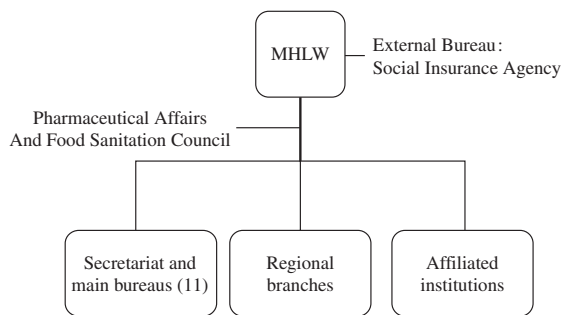 MHLW
External Bureau:
Social Insurance Agency
Pharmaceutical Affairs
And Food Sanitation Council
Secretariat and
main bureaus (11)
Regional
branches
Affiliated
institutions